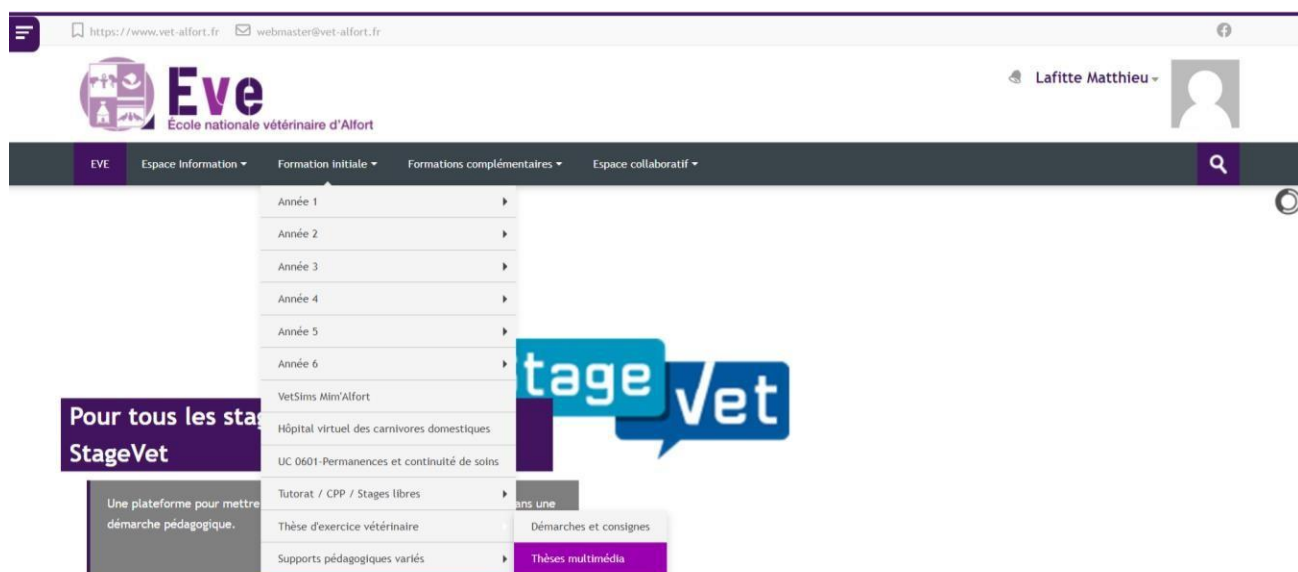 https://www.vet-alfort.fr webmaster@vet-alfort.fr
Eve
École nationale vétérinaire d'Alfort
Lafitte Matthieu
EVE Espace Information Formation initiale Formations complémentaires Espace collaboratif
Année 1
Année 2
Année 3
Année 4
Année 5
Année 6
VetSims Mim'Alfort
Hôpital virtuel des carnivores domestiques
UC 0601-Permanences et continuité de soins
Tutorat / CPP / Stages libres
Thèse d'exercice vétérinaire
Supports pédagogiques variés
Démarches et consignes
Thèses multimédia
tage Vet
Pour tous les stag
StageVet
Une plateforme pour mettre ans une
démarche pédagogique.